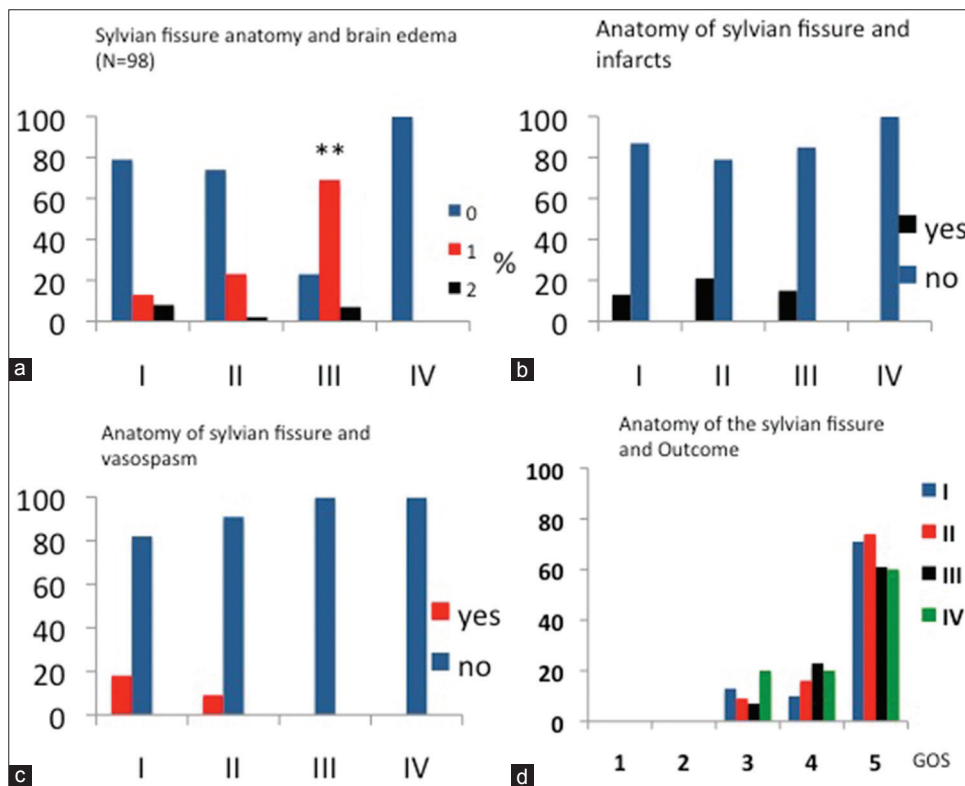 Sylvian fissure anatomy and brain edema
(N=98)
100
80
60
40
20
0
**
0
1
2
%
I II III IV
a
Anatomy of sylvian fissure and
infarcts
100
80
60
40
20
0
yes
no
I II III IV
b
Anatomy of sylvian fissure and
vasospasm
100
80
60
40
20
0
yes
no
I II III IV
c
Anatomy of the sylvian fissure
and Outcome
100
80
60
40
20
0
I
II
III
IV
1 2 3 4 5 GOS
d